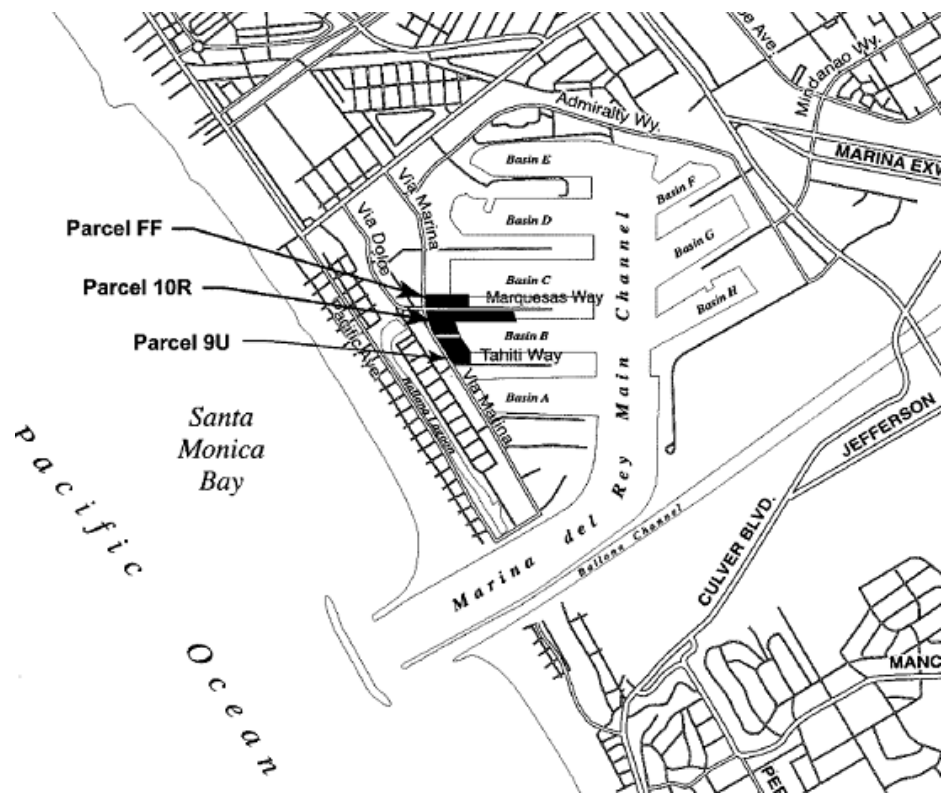 Admiralty Wy.
Mindanao Wy.
MARINA EXW
Basin E
Basin F
Via Marina
Via Dolce
Basin D
Basin G
Parcel FF
Basin C
Marquesas Way
Basin H
Parcel 10R
Basin B
Parcel 9U
Tahiti Way
Pacific Ave
Basin A
Via Marina
Ballona Lagoon
Santa
Monica
Bay
Marina del Rey Main Channel
Ballona Channel
JEFFERSON
CULVER BLVD.
Pacific
Ocean
MANC
PER